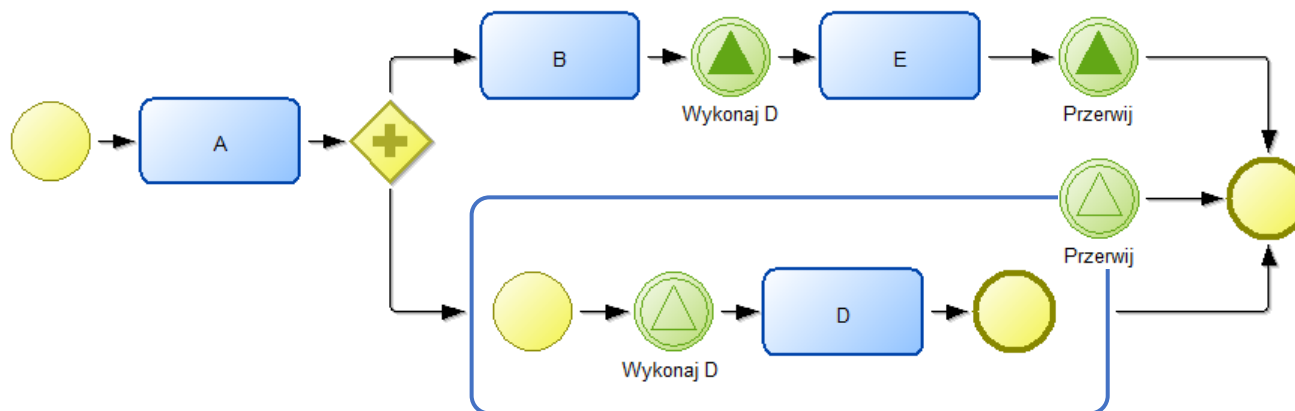 A
B
Wykonaj D
E
Przerwij
Przerwij
Wykonaj D
D